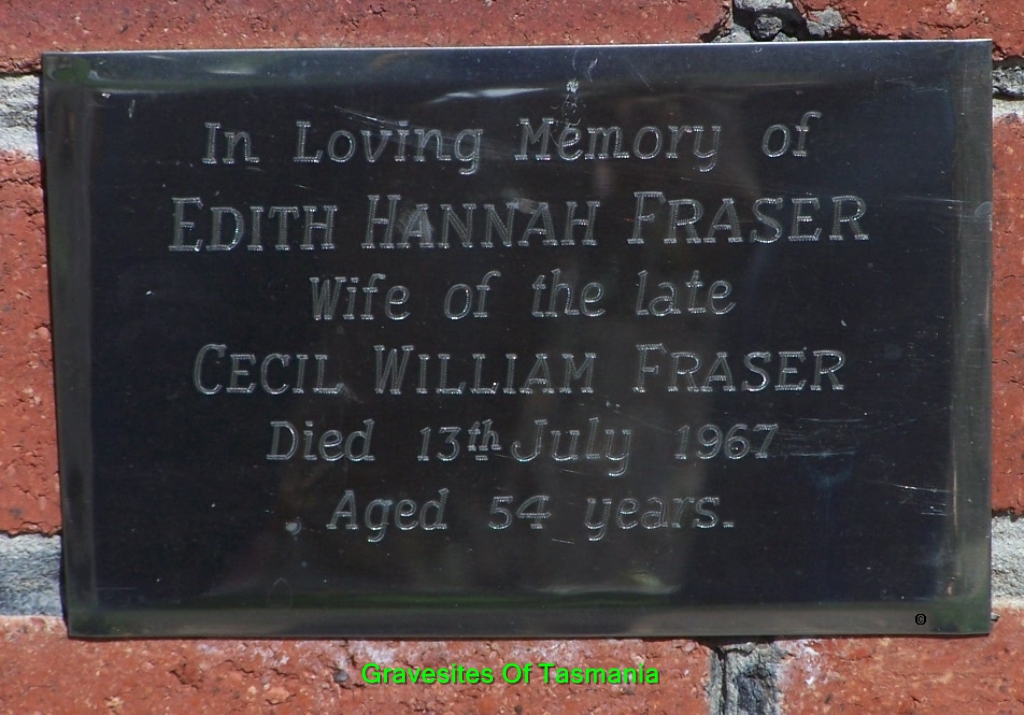 In Loving Memory of
EDITH HANNAH FRASER
Wife of the late
CECIL WILLIAM FRASER
Died 13th July 1967
Aged 54 years.
©
Gravesites Of Tasmania